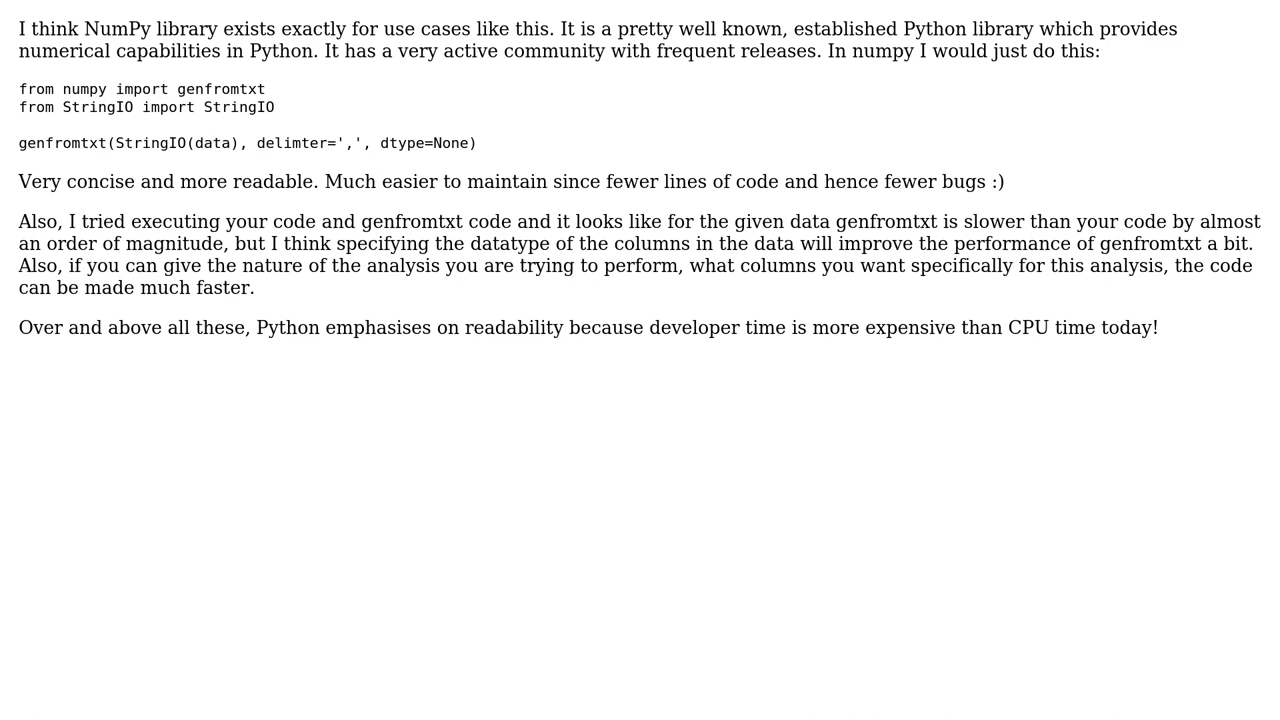 I think NumPy library exists exactly for use cases like this. It is a pretty well known, established Python library which provides
numerical capabilities in Python. It has a very active community with frequent releases. In numpy I would just do this:
from numpy import genfromtxt
from StringIO import StringIO
genfromtxt(StringIO(data), delimter=',', dtype=None)
Very concise and more readable. Much easier to maintain since fewer lines of code and hence fewer bugs :)
Also, I tried executing your code and genfromtxt code and it looks like for the given data genfromtxt is slower than your code by almost
an order of magnitude, but I think specifying the datatype of the columns in the data will improve the performance of genfromtxt a bit.
Also, if you can give the nature of the analysis you are trying to perform, what columns you want specifically for this analysis, the code
can be made much faster.
Over and above all these, Python emphasises on readability because developer time is more expensive than CPU time today!